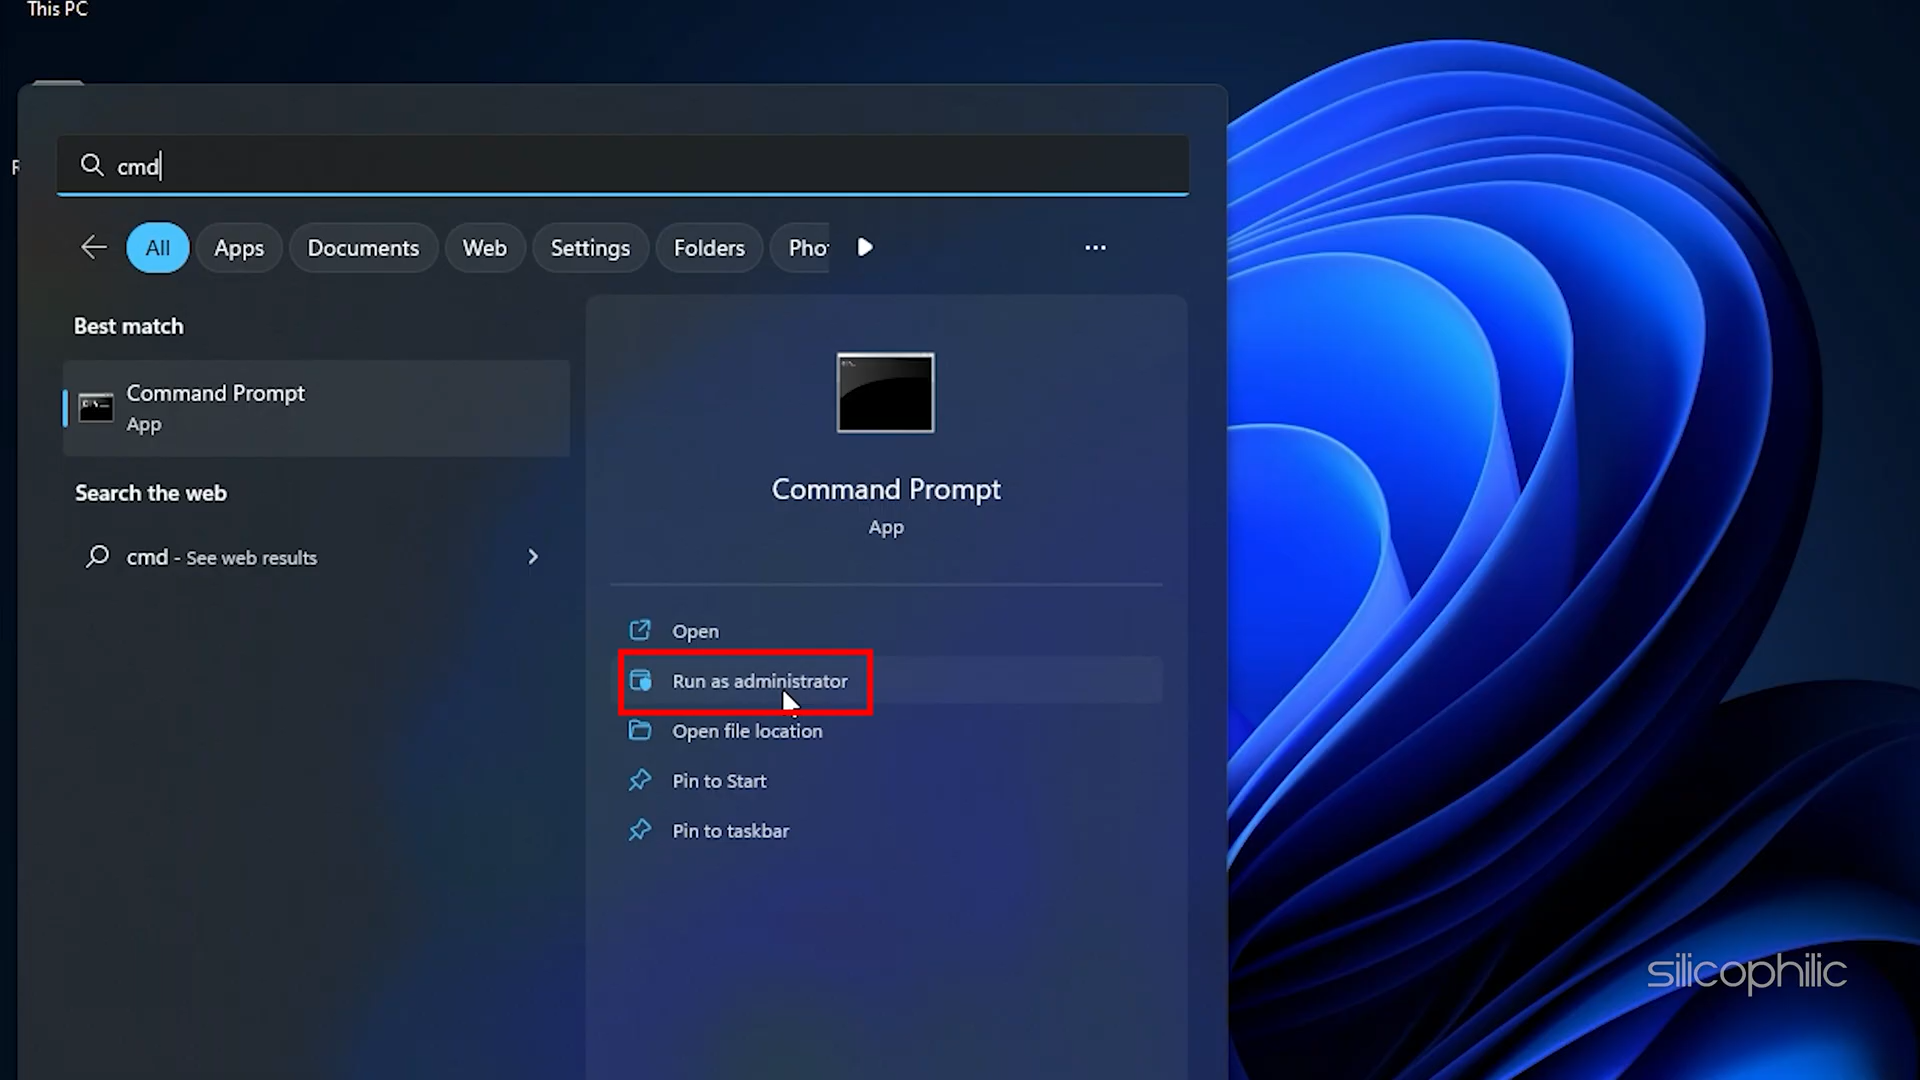 This PC
cmd
All Apps Documents Web Settings Folders
Best match
Command Prompt
App
Search the web
cmd - See web results
Command Prompt
App
Open
Run as administrator
Open file location
Pin to Start
Pin to taskbar
silicophilic